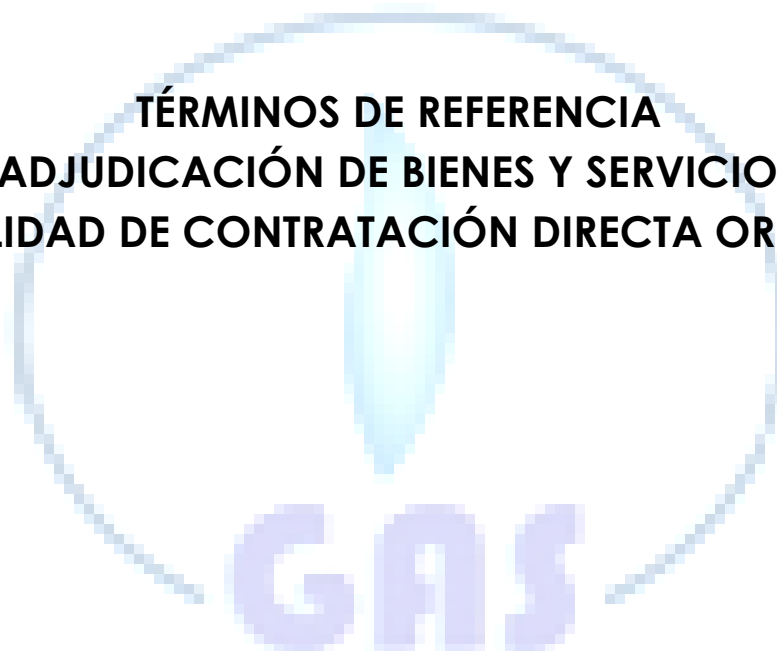 TÉRMINOS DE REFERENCIA
ADJUDICACIÓN DE BIENES Y SERVICIO
LIDAD DE CONTRATACIÓN DIRECTA OR
GAS